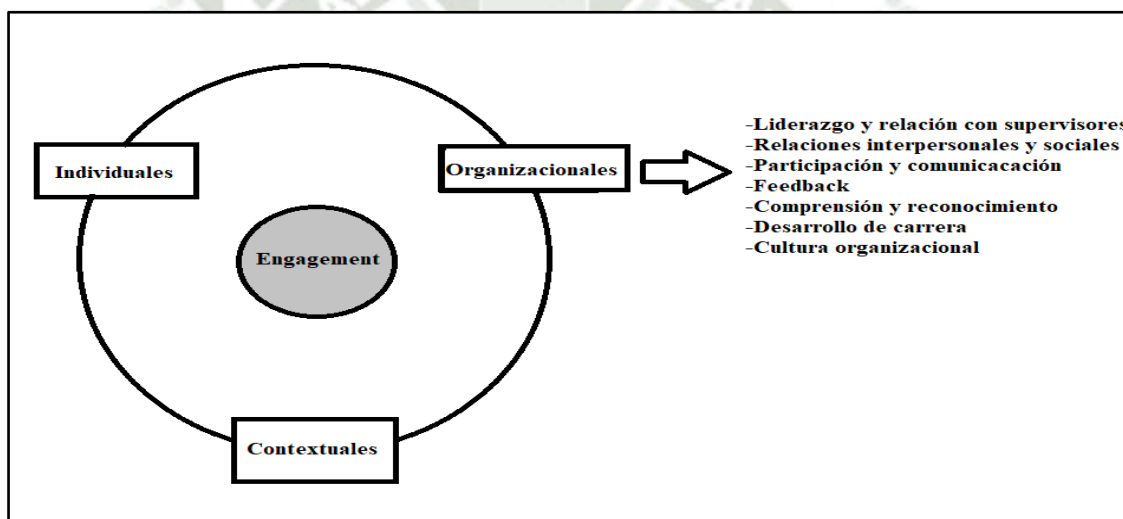 Individuales
Organizacionales
Engagement
Contextuales
-Liderazgo y relación con supervisores
-Relaciones interpersonales y sociales
-Participación y comunicacación
-Feedback
-Comprensión y reconocimiento
-Desarrollo de carrera
-Cultura organizacional